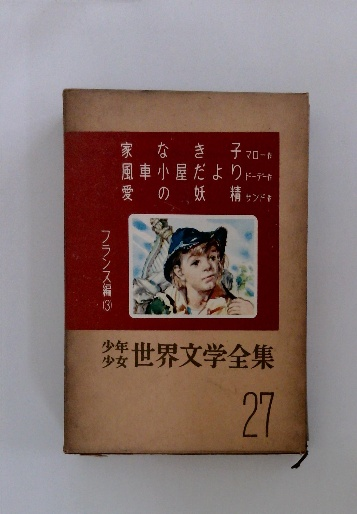 家なき子 マロー作
風車小屋だより ドーデー作
愛の妖精 サンド作
フランス編(3)
少年少女世界文学全集
27